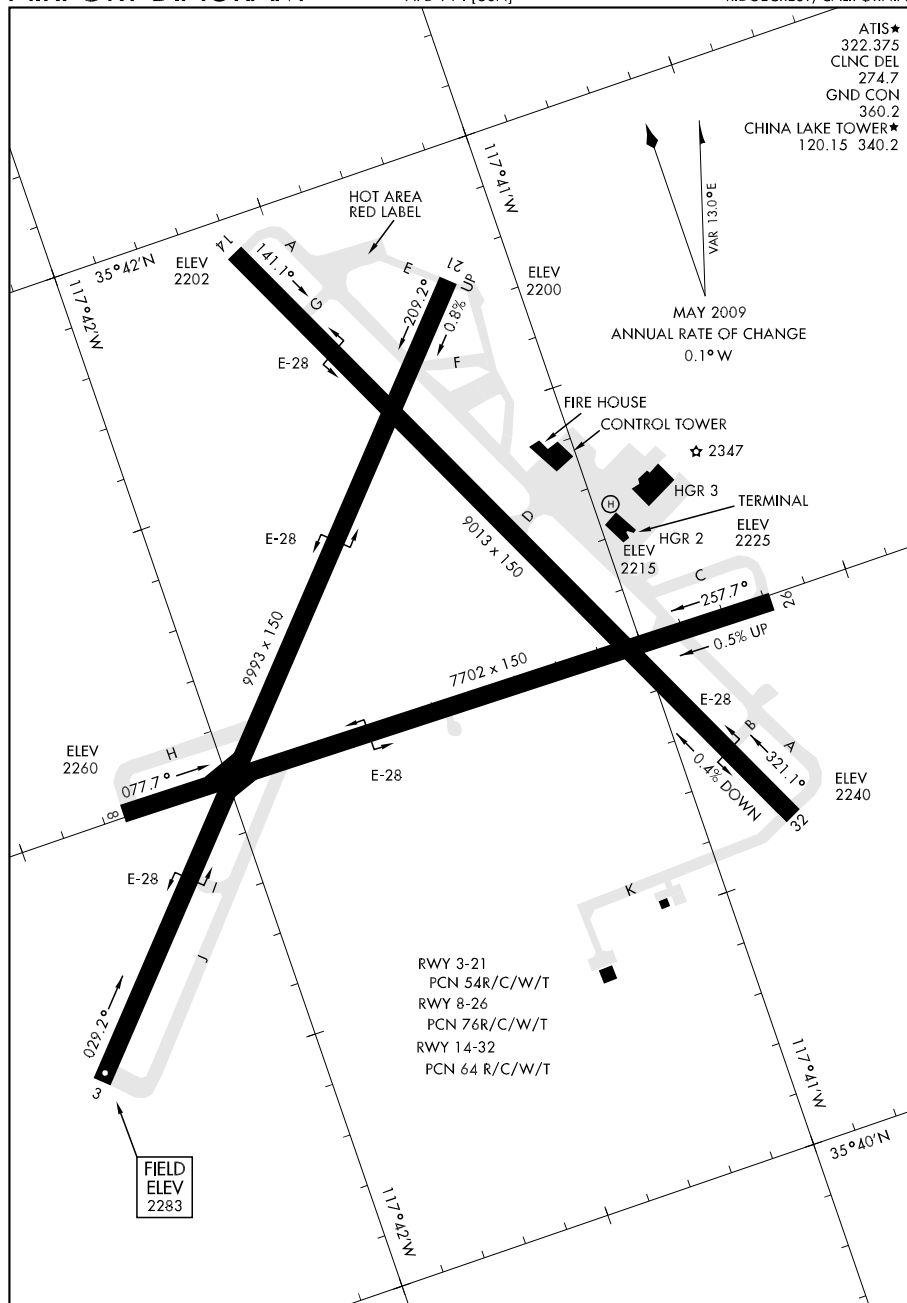 ATIS★
322.375
CLNC DEL
274.7
GND CON
360.2
CHINA LAKE TOWER★
120.15 340.2
117°41'W
VAR 13.0°E
HOT AREA
RED LABEL
14
A
141.1°
ELEV
2202
35°42'N
117°42'W
G
E
21
209.2°
0.8% UP
ELEV
2200
MAY 2009
ANNUAL RATE OF CHANGE
0.1° W
E-28
F
FIRE HOUSE
CONTROL TOWER
2347
H
HGR 3
TERMINAL
HGR 2
ELEV
2225
ELEV
2215
E-28
D
9013 x 150
C
257.7°
26
0.5% UP
9993 x 150
7702 x 150
E-28
B
A
321.1°
0.4% DOWN
ELEV
2240
32
ELEV
2260
H
077.7°
8
E-28
E-28
I
K
J
RWY 3-21
PCN 54R/C/W/T
RWY 8-26
PCN 76R/C/W/T
RWY 14-32
PCN 64 R/C/W/T
029.2°
3
117°41'W
35°40'N
FIELD
ELEV
2283
117°42'W